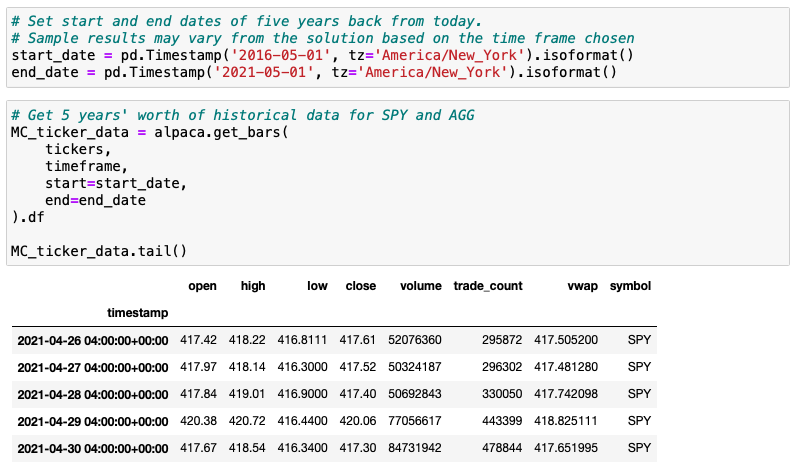 # Set start and end dates of five years back from today.
# Sample results may vary from the solution based on the time frame chosen
start_date = pd.Timestamp('2016-05-01', tz='America/New_York').isoformat()
end_date = pd.Timestamp('2021-05-01', tz='America/New_York').isoformat()
# Get 5 years' worth of historical data for SPY and AGG
MC_ticker_data = alpaca.get_bars(
    tickers,
    timeframe,
    start=start_date,
    end=end_date
).df
MC_ticker_data.tail()
open high low close volume trade_count vwap symbol
timestamp
2021-04-26 04:00:00+00:00 417.42 418.22 416.8111 417.61 52076360 295872 417.505200 SPY
2021-04-27 04:00:00+00:00 417.97 418.14 416.3000 417.52 50324187 296302 417.481280 SPY
2021-04-28 04:00:00+00:00 417.84 419.01 416.9000 417.40 50692843 330050 417.742098 SPY
2021-04-29 04:00:00+00:00 420.38 420.72 416.4400 420.06 77056617 443399 418.825111 SPY
2021-04-30 04:00:00+00:00 417.67 418.54 416.3400 417.30 84731942 478844 417.651995 SPY